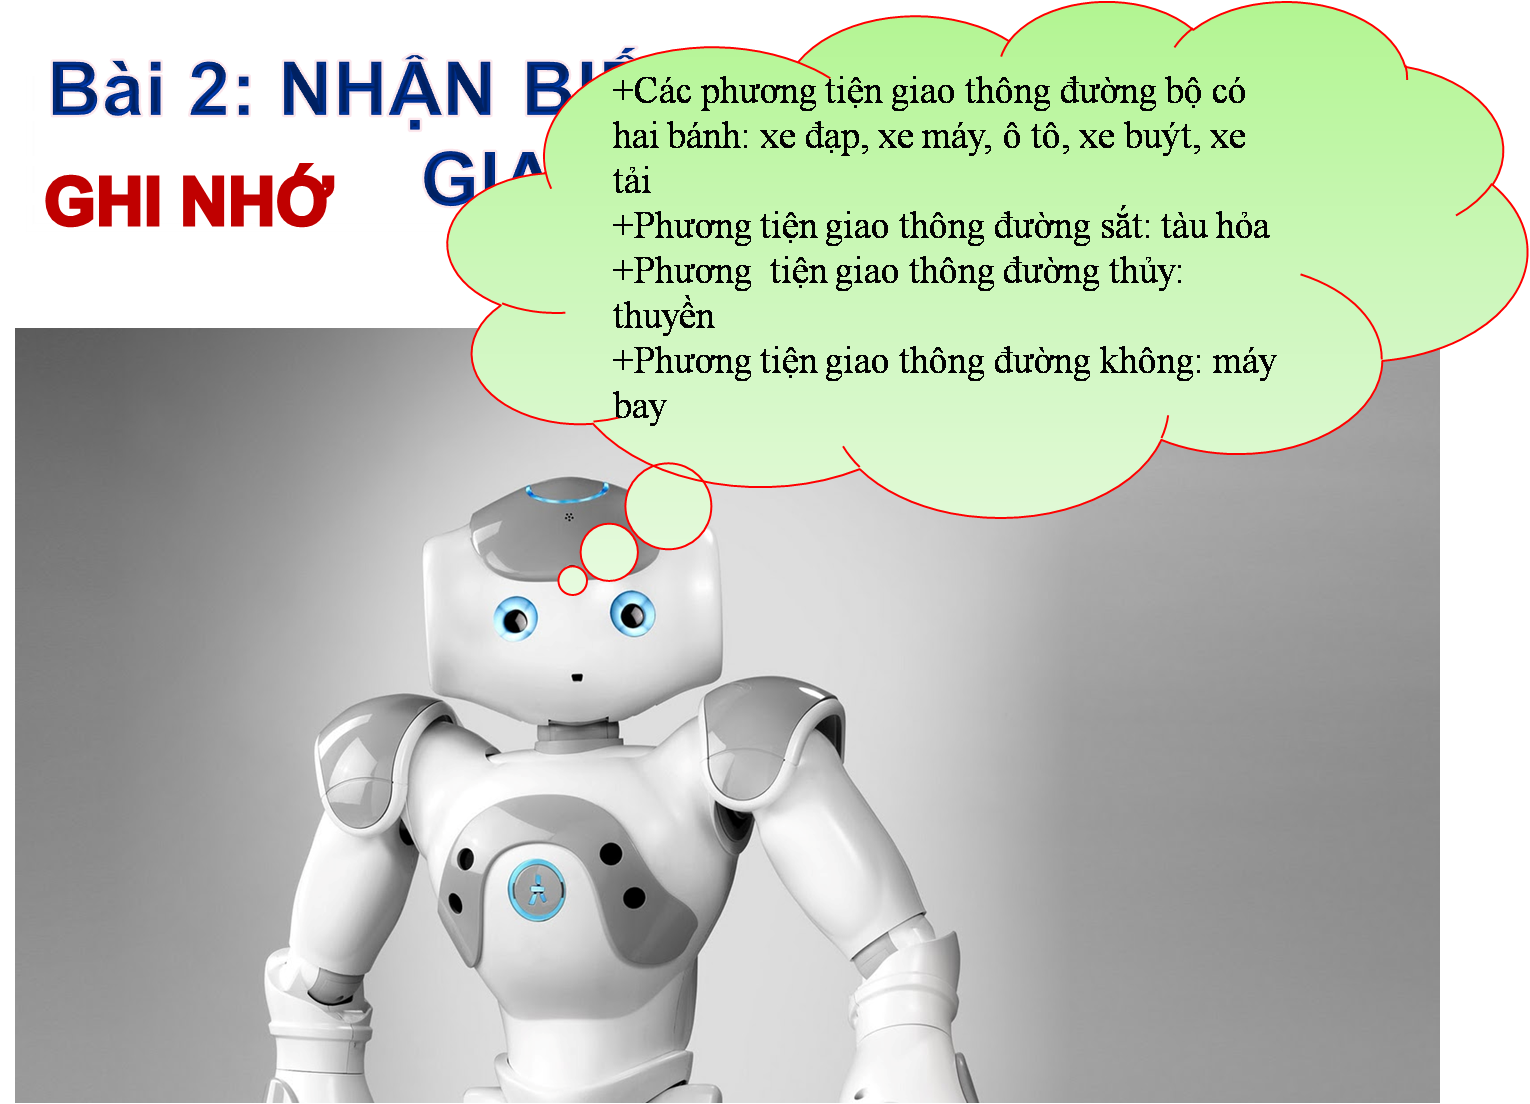 Bài 2: NHẬN
GHI NHỚ
+Các phương tiện giao thông đường bộ có
hai bánh: xe đạp, xe máy, ô tô, xe buýt, xe
tải
+Phương tiện giao thông đường sắt: tàu hỏa
+Phương  tiện giao thông đường thủy:
thuyền
+Phương tiện giao thông đường không: máy
bay